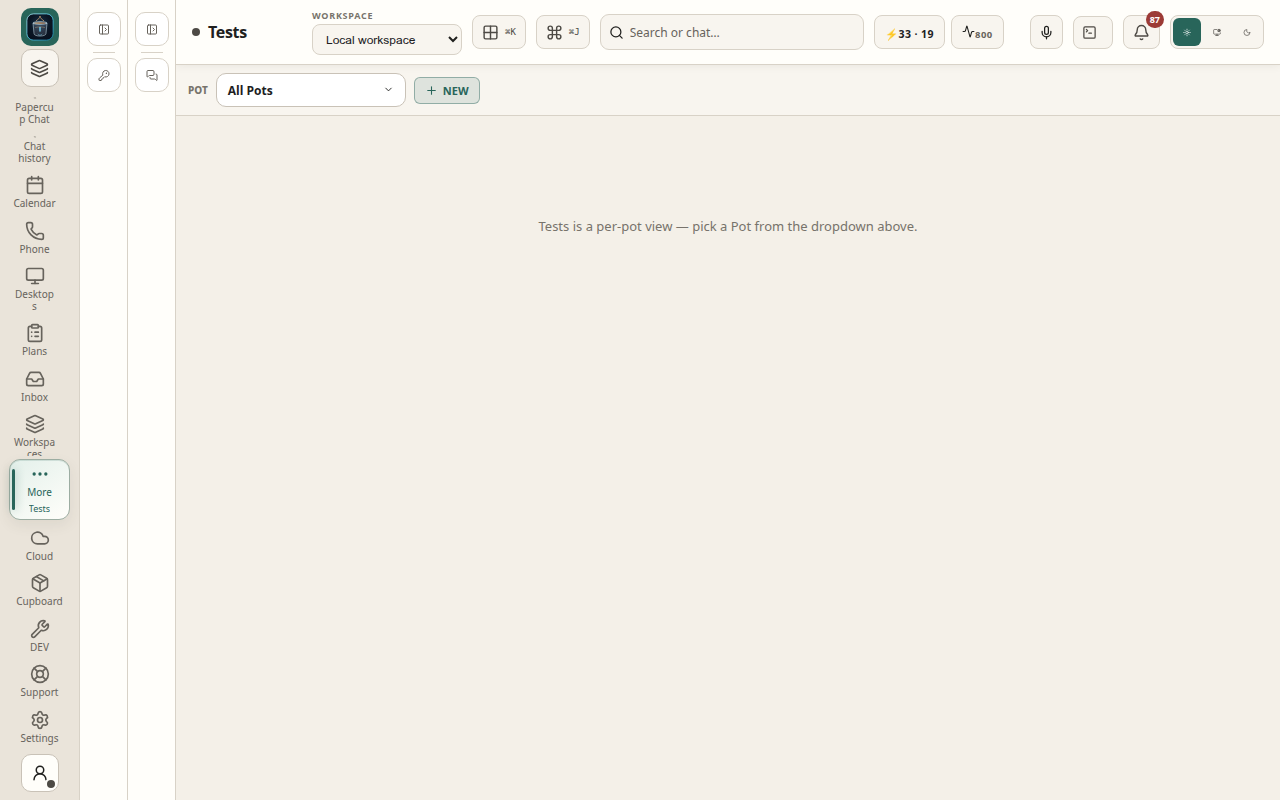 Papercu
p Chat
Chat
history
Calendar
Phone
Desktop
s
Plans
Inbox
Workspa
ces
More
Tests
Cloud
Cupboard
DEV
Support
Settings
Tests
WORKSPACE
Local workspace
⌘K
⌘J
Search or chat...
⚡33 · 19
800
87
POT
All Pots
+ NEW
Tests is a per-pot view — pick a Pot from the dropdown above.